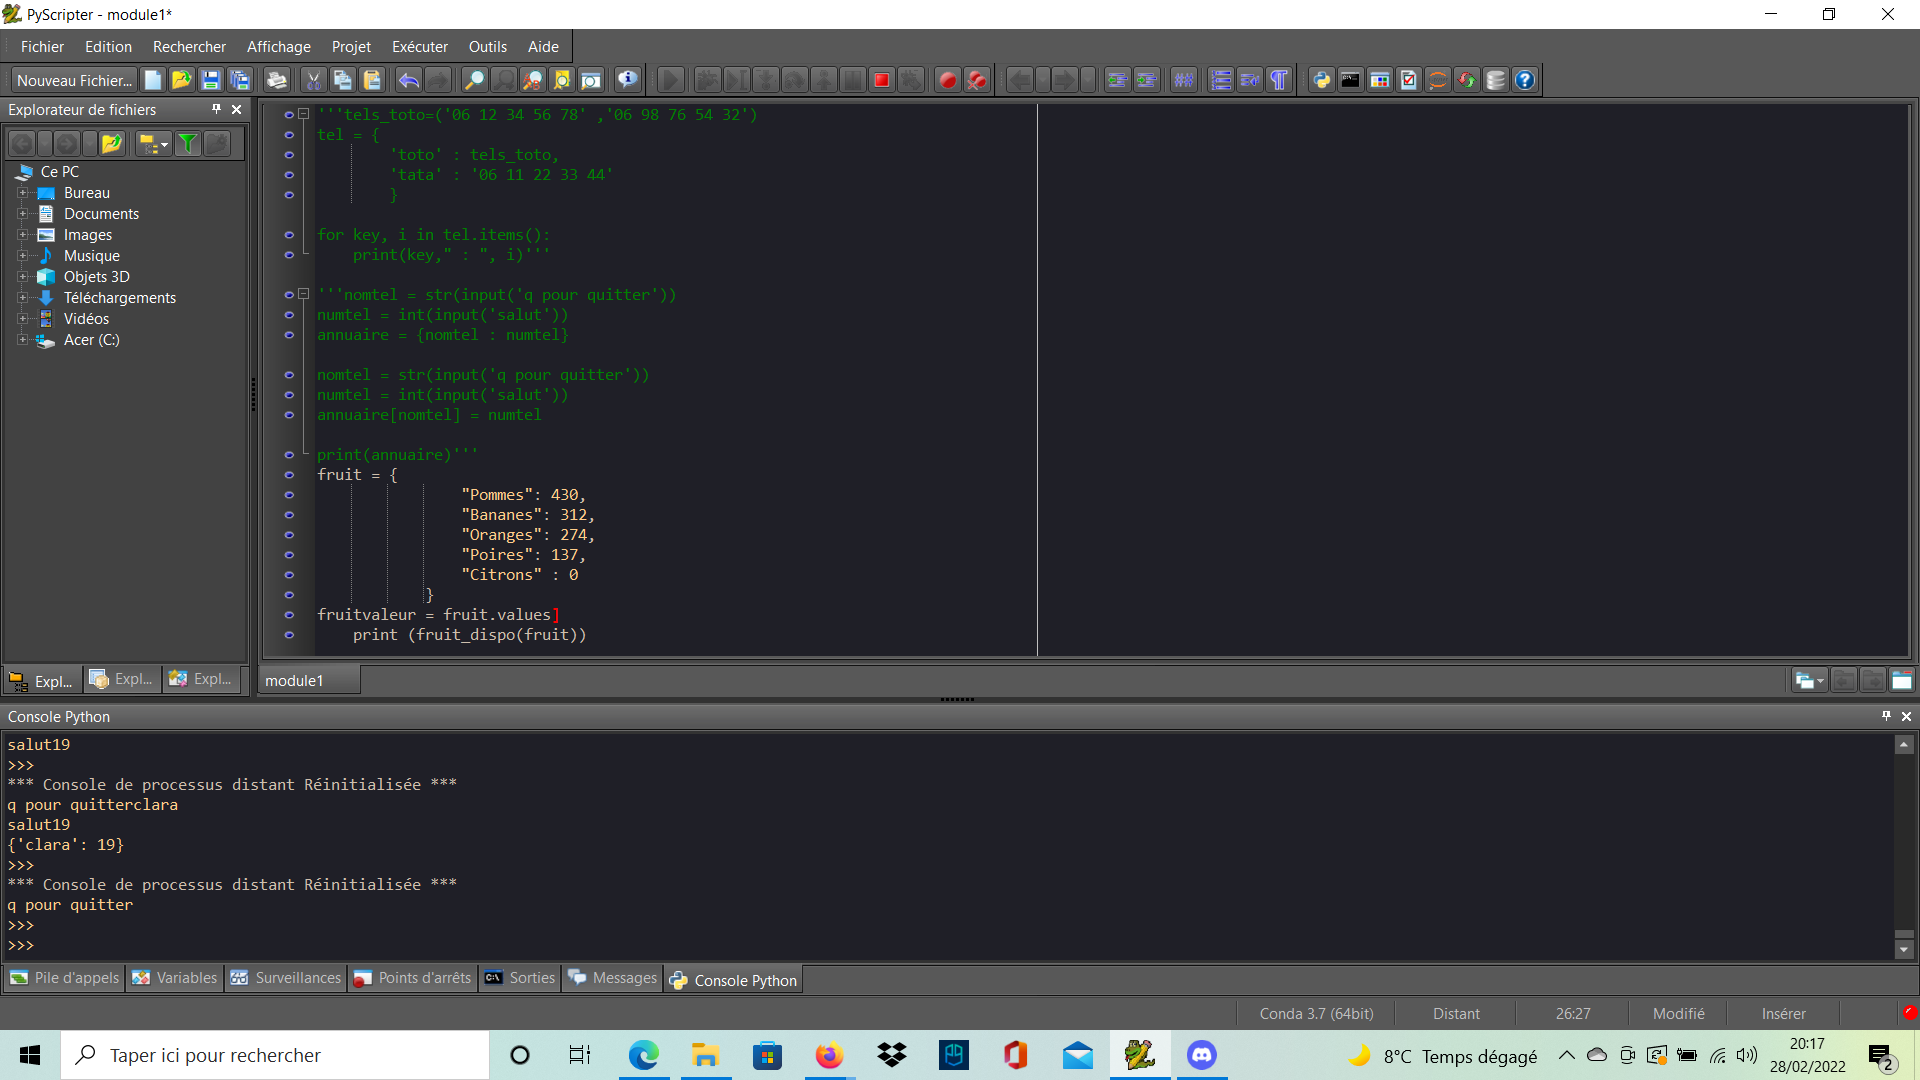 PyScripter - module1*
Fichier Edition Rechercher Affichage Projet Exécuter Outils Aide
Nouveau Fichier...
Explorateur de fichiers
Ce PC
Bureau
Documents
Images
Musique
Objets 3D
Téléchargements
Vidéos
Acer (C:)
Expl... Expl... Expl...
'''tels_toto=('06 12 34 56 78' ,'06 98 76 54 32')
tel = {
'toto' : tels_toto,
'tata' : '06 11 22 33 44'
}
for key, i in tel.items():
print(key," : ", i)'''
'''nomtel = str(input('q pour quitter'))
numtel = int(input('salut'))
annuaire = {nomtel : numtel}
nomtel = str(input('q pour quitter'))
numtel = int(input('salut'))
annuaire[nomtel] = numtel
print(annuaire)'''
fruit = {
"Pommes": 430,
"Bananes": 312,
"Oranges": 274,
"Poires": 137,
"Citrons" : 0
}
fruitvaleur = fruit.values]
print (fruit_dispo(fruit))
module1
Console Python
salut19
>>>
*** Console de processus distant Réinitialisée ***
q pour quitterclara
salut19
{'clara': 19}
>>>
*** Console de processus distant Réinitialisée ***
q pour quitter
>>>
>>>
Pile d'appels Variables Surveillances Points d'arrêts Sorties Messages Console Python
Conda 3.7 (64bit) Distant 26:27 Modifié Insérer
Taper ici pour rechercher
8°C Temps dégagé
20:17
28/02/2022
2